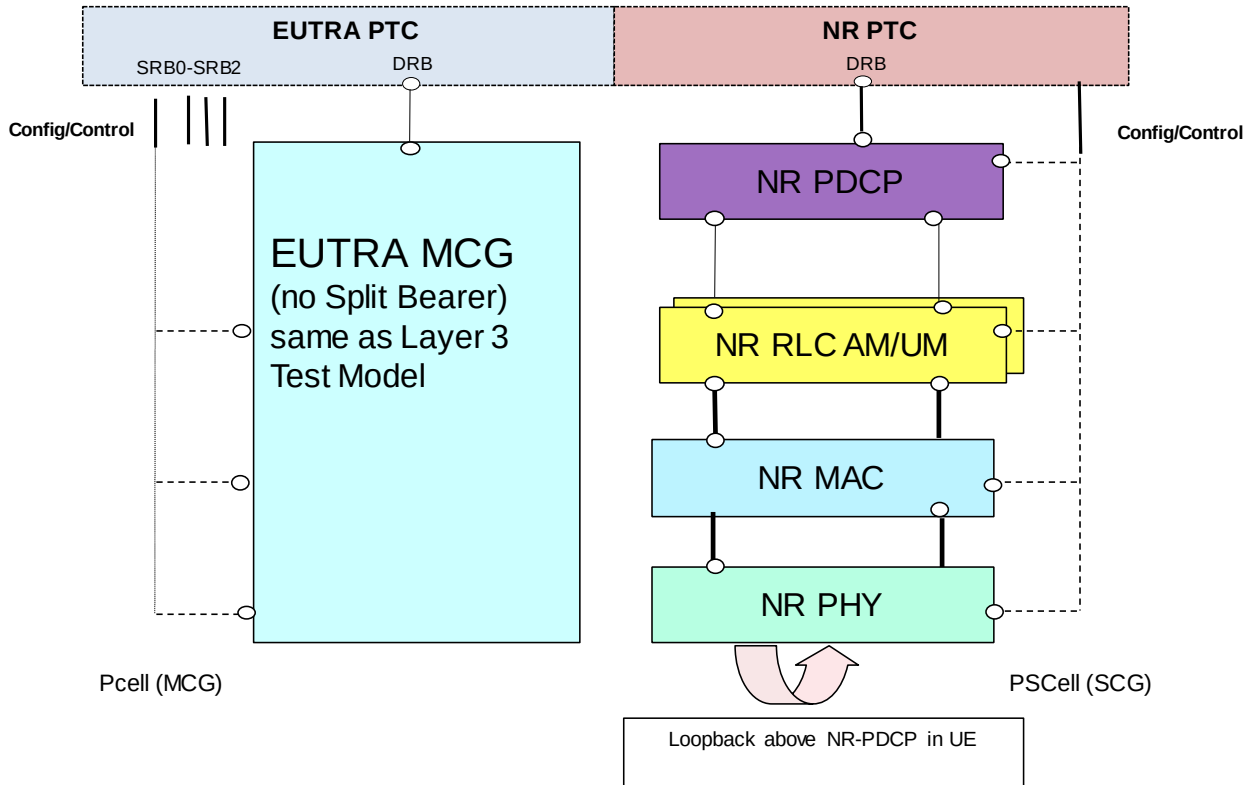 EUTRA PTC
NR PTC
SRB0-SRB2
DRB
DRB
Config/Control
Config/Control
EUTRA MCG
(no Split Bearer)
same as Layer 3
Test Model
NR PDCP
NR RLC AM/UM
NR MAC
NR PHY
Pcell (MCG)
PSCell (SCG)
Loopback above NR-PDCP in UE